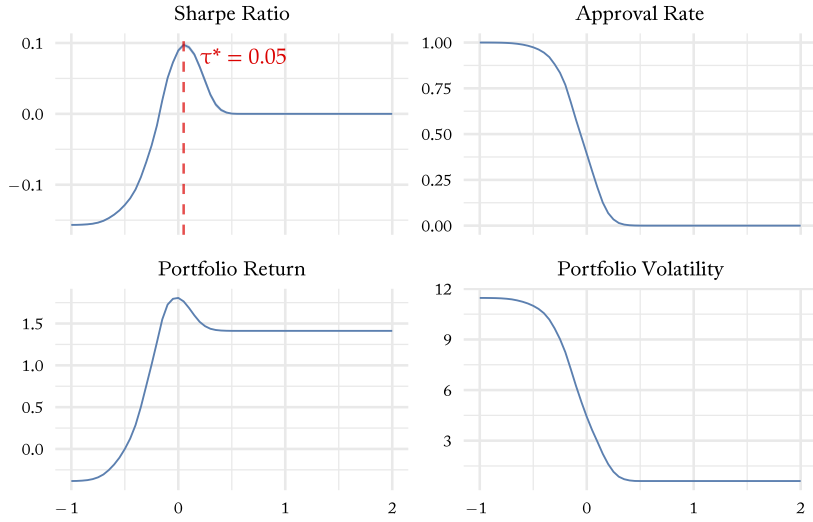 Sharpe Ratio
0.1
0.0
−0.1
τ* = 0.05
Approval Rate
1.00
0.75
0.50
0.25
0.00
Portfolio Return
1.5
1.0
0.5
0.0
−1 0 1 2
Portfolio Volatility
12
9
6
3
−1 0 1 2